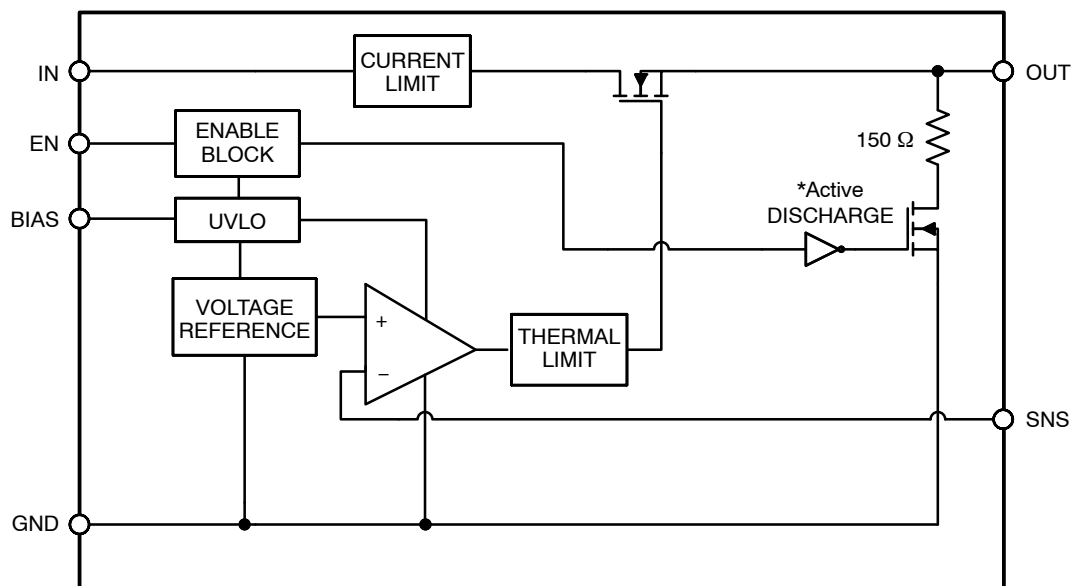 IN
CURRENT
LIMIT
OUT
EN
ENABLE
BLOCK
150 Ω
BIAS
UVLO
*Active
DISCHARGE
VOLTAGE
REFERENCE
+
–
THERMAL
LIMIT
SNS
GND